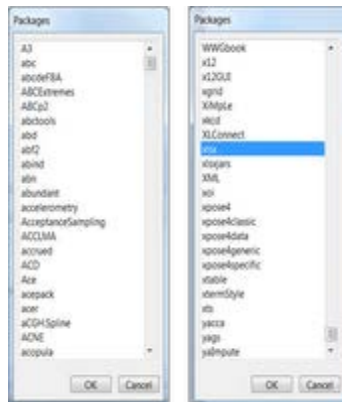 Packages
A3
abc
abcdeFBA
ABCExtremes
ABCp2
abctools
abd
abf2
abind
abn
abundant
accelerometry
AcceptanceSampling
ACCLMA
accrued
ACD
Ace
acepack
acer
aCGH.Spline
ACNE
acopula
OK Cancel
Packages
WWGbook
x12
x12GUI
xgrid
XiMpLe
xkcd
XLConnect
xlsx
xlsxjars
XML
xoi
xpose4
xpose4classic
xpose4data
xpose4generic
xpose4specific
xtable
xtermStyle
xts
yacca
yags
yaImpute
OK Cancel